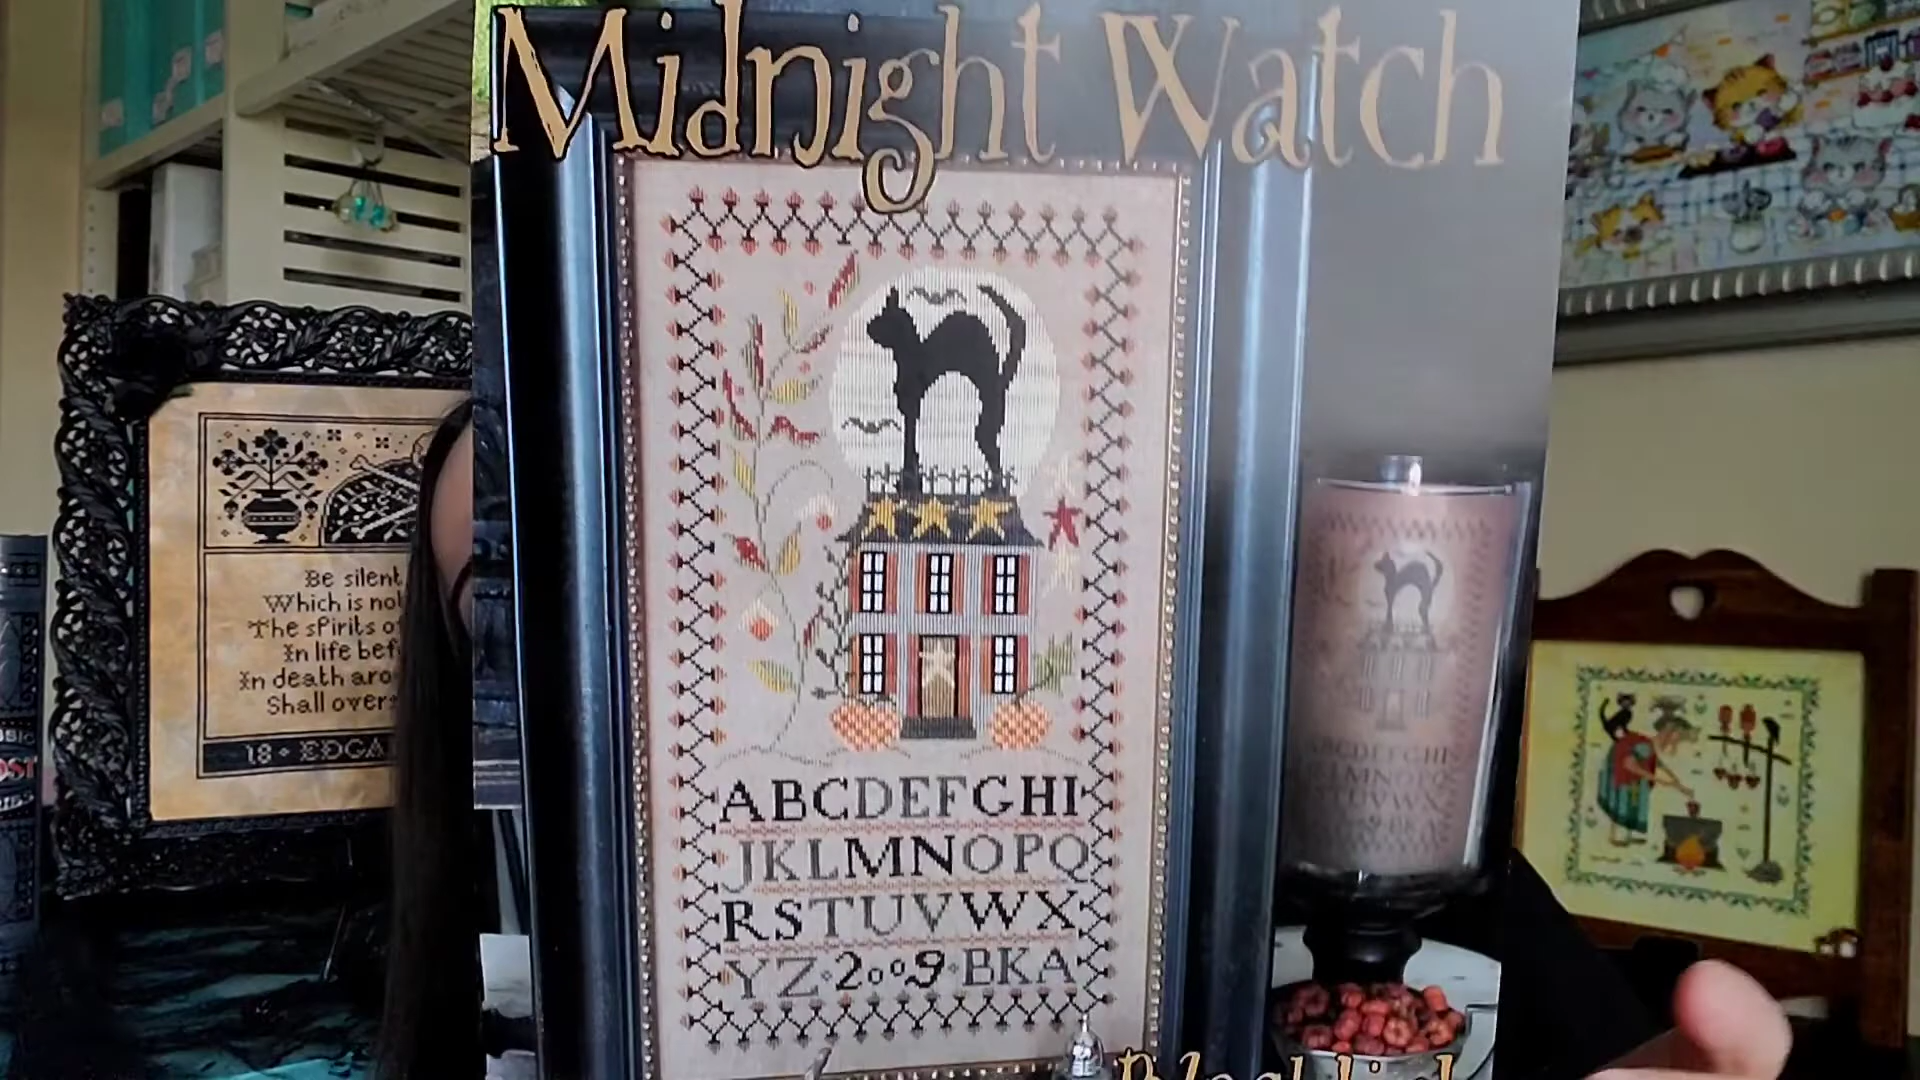 Midnight Watch
ABCDEFGHI
JKLMNOPQ
RSTUVWX
YZ·2009·BKA
Be silent
Which is not
The spirits of
In life bef
In death aro
Shall overs
18 · EDGA
ABCDEFGHI